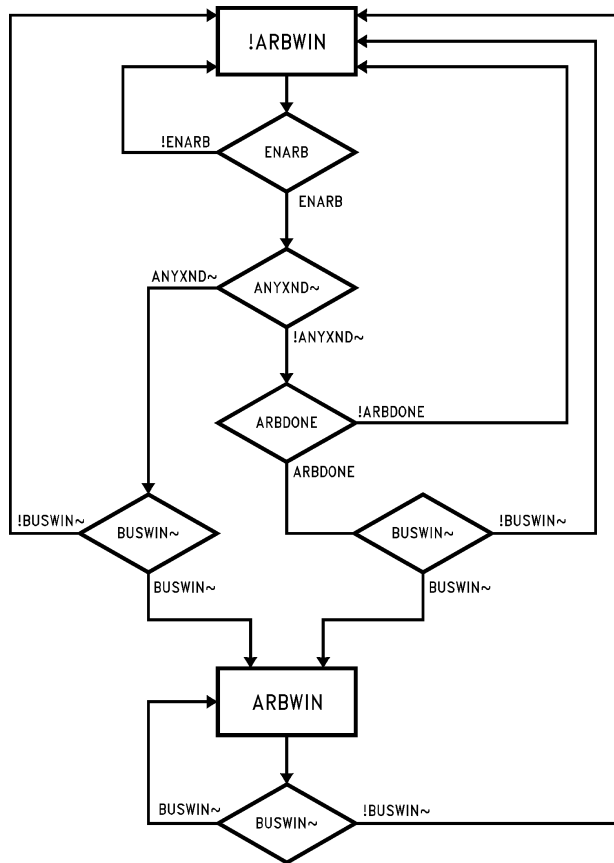 !ARBWIN
!ENARB
ENARB
ENARB
ANYXND~
ANYXND~
!ANYXND~
ARBDONE
!ARBDONE
ARBDONE
!BUSWIN~
BUSWIN~
BUSWIN~
!BUSWIN~
BUSWIN~
BUSWIN~
ARBWIN
BUSWIN~
BUSWIN~
!BUSWIN~